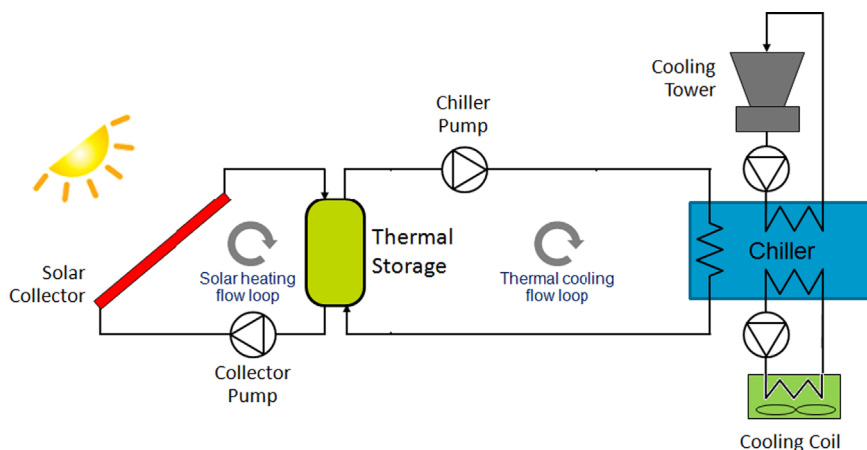 Cooling
Tower
Chiller
Pump
Thermal
Storage
Solar
Collector
Solar heating
flow loop
Thermal cooling
flow loop
Chiller
Collector
Pump
Cooling Coil